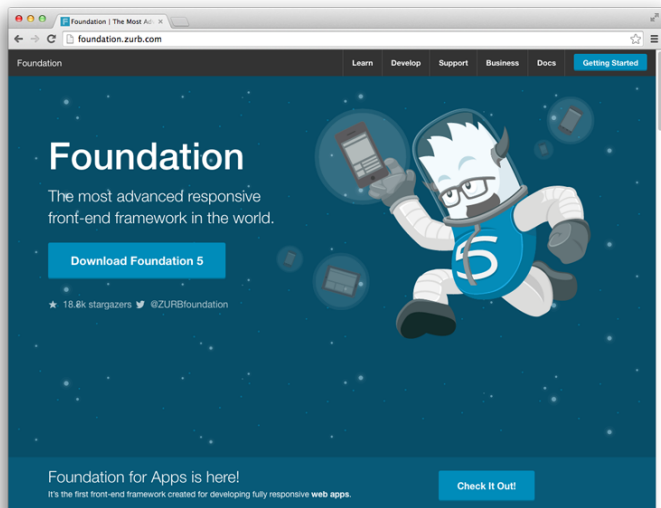 Foundation | The Most Ad
foundation.zurb.com
Foundation
Learn
Develop
Support
Business
Docs
Getting Started
Foundation
The most advanced responsive
front-end framework in the world.
Download Foundation 5
18.8k stargazers
@ZURBfoundation
5
Foundation for Apps is here!
It's the first front-end framework created for developing fully responsive web apps.
Check It Out!